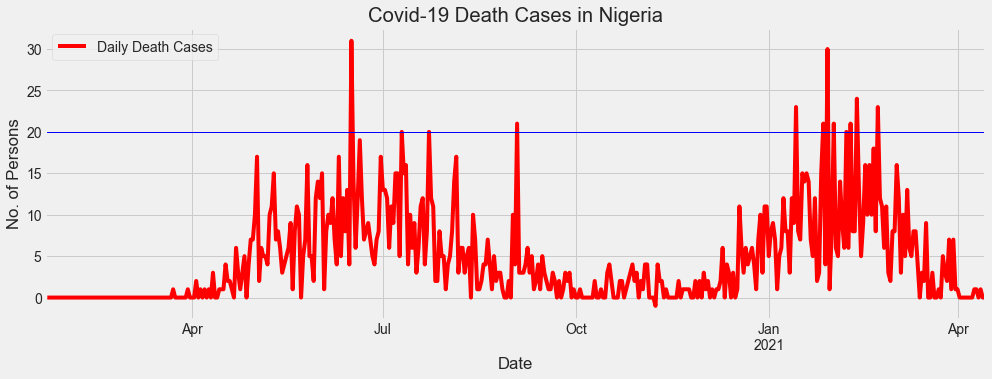 Covid-19 Death Cases in Nigeria
Daily Death Cases
No. of Persons
30
25
20
15
10
5
0
Apr
Jul
Oct
Jan
2021
Apr
Date